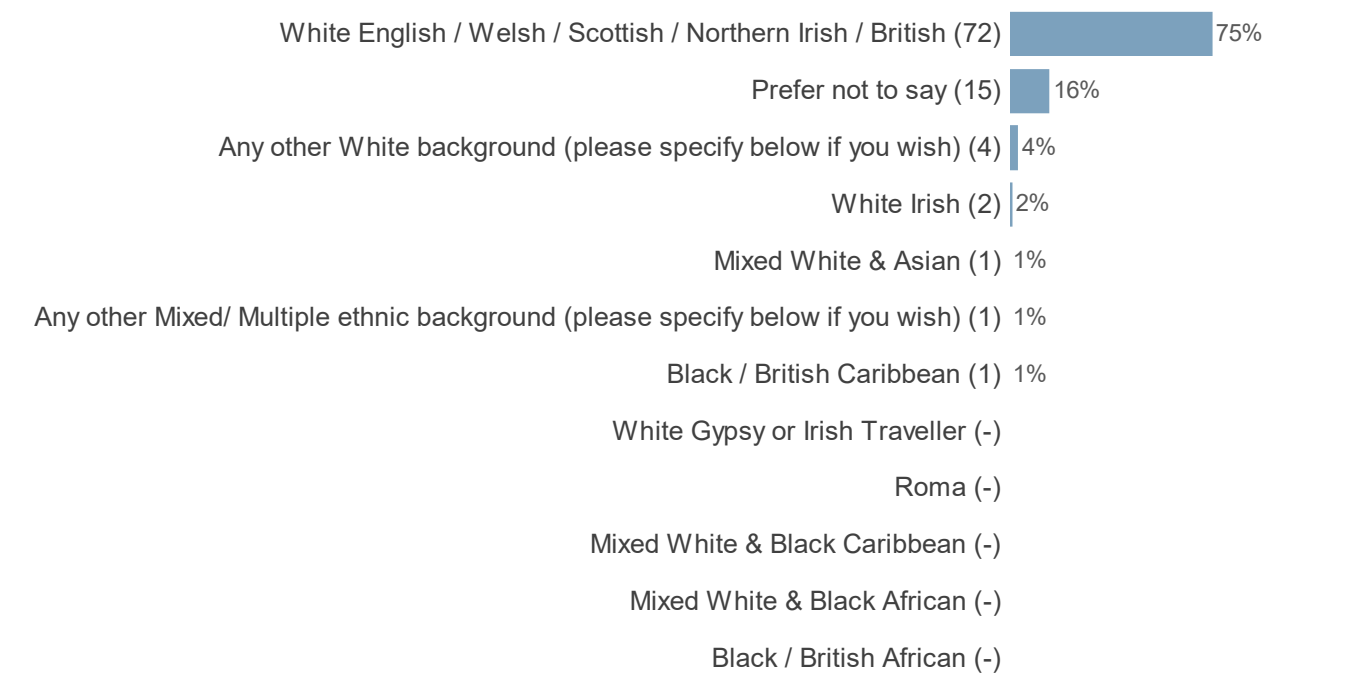 White English / Welsh / Scottish / Northern Irish / British (72) 75%
Prefer not to say (15) 16%
Any other White background (please specify below if you wish) (4) 4%
White Irish (2) 2%
Mixed White & Asian (1) 1%
Any other Mixed/ Multiple ethnic background (please specify below if you wish) (1) 1%
Black / British Caribbean (1) 1%
White Gypsy or Irish Traveller (-)
Roma (-)
Mixed White & Black Caribbean (-)
Mixed White & Black African (-)
Black / British African (-)